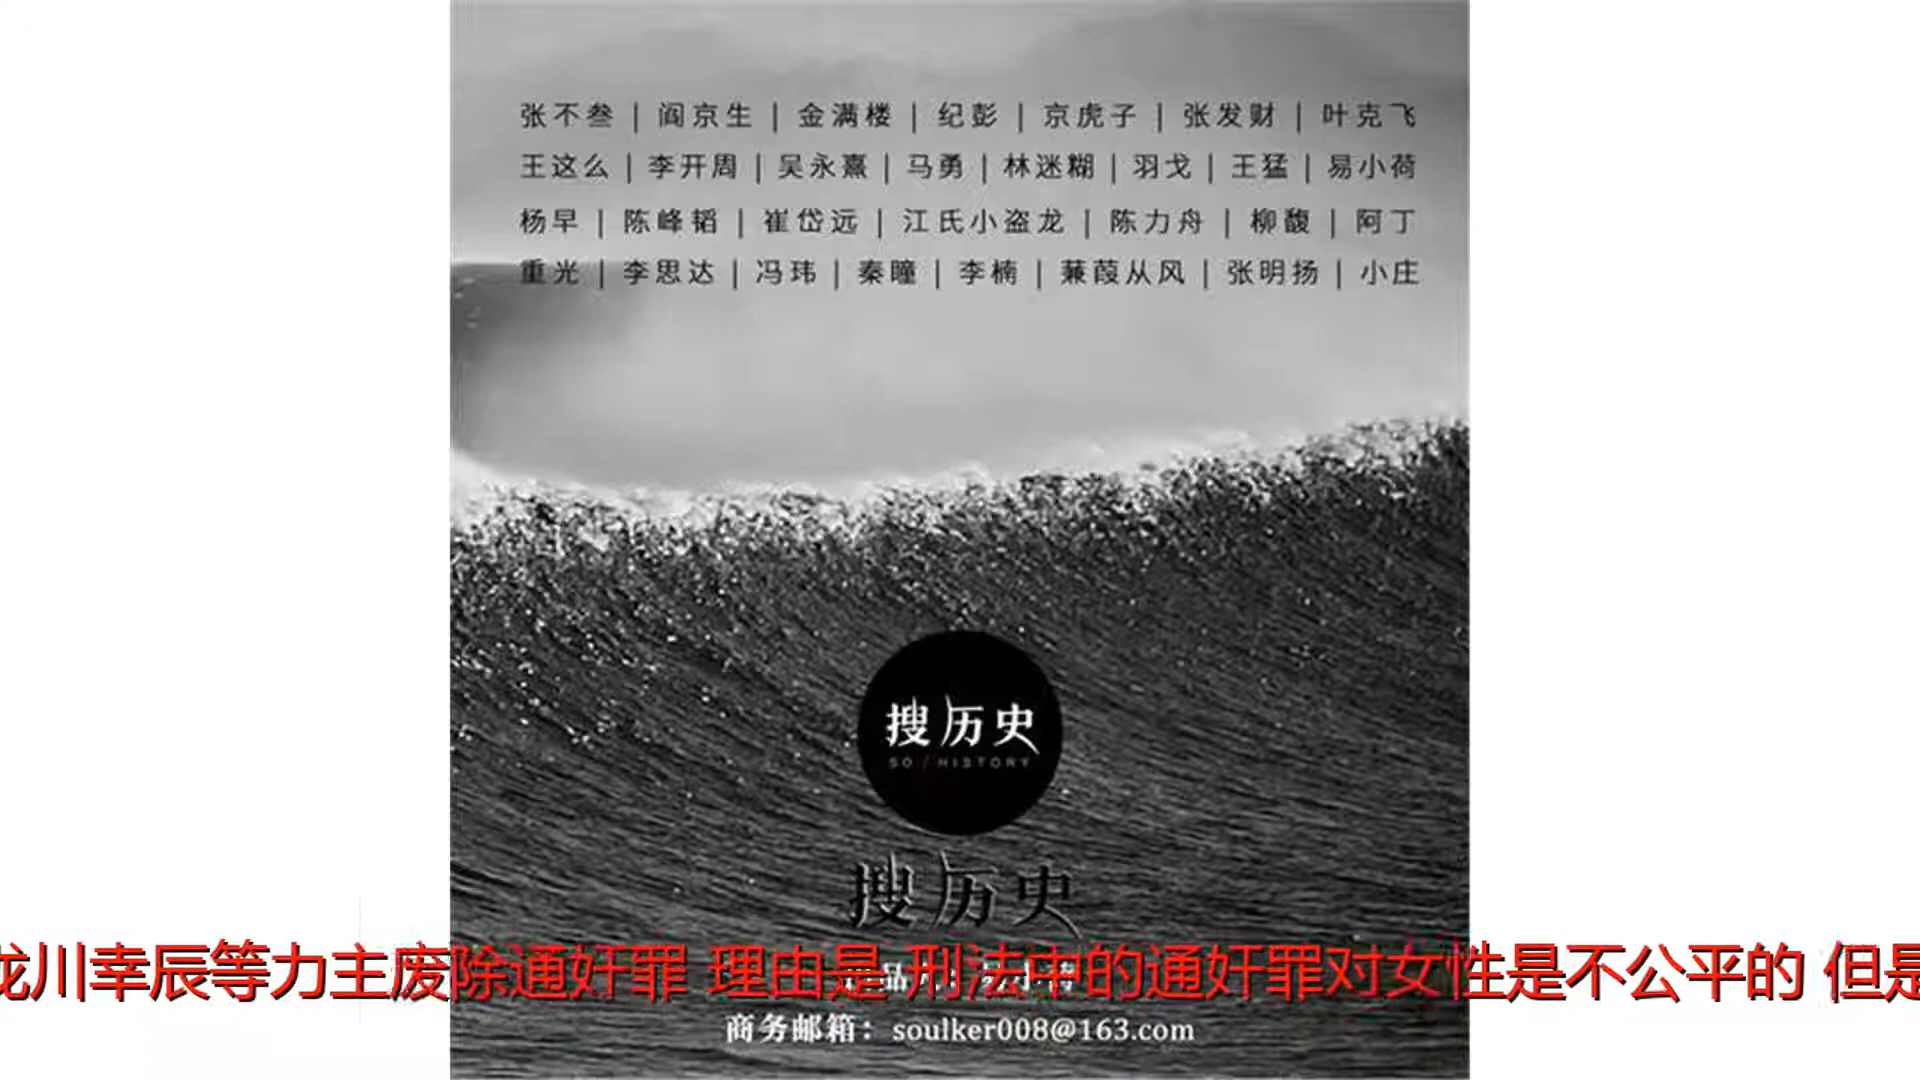 张不叁 | 阎京生 | 金满楼 | 纪彭 | 京虎子 | 张发财 | 叶克飞
王这么 | 李开周 | 吴永熹 | 马勇 | 林迷糊 | 羽戈 | 王猛 | 易小荷
杨早 | 陈峰韬 | 崔岱远 | 江氏小盗龙 | 陈力舟 | 柳馥 | 阿丁
重光 | 李思达 | 冯玮 | 秦瞳 | 李楠 | 蒹葭从风 | 张明扬 | 小庄
搜历史
SO / HISTORY
搜历史
泷川幸辰等力主废除通奸罪 理由是 刑法中的通奸罪对女性是不公平的 但是
商务邮箱：soulker008@163.com